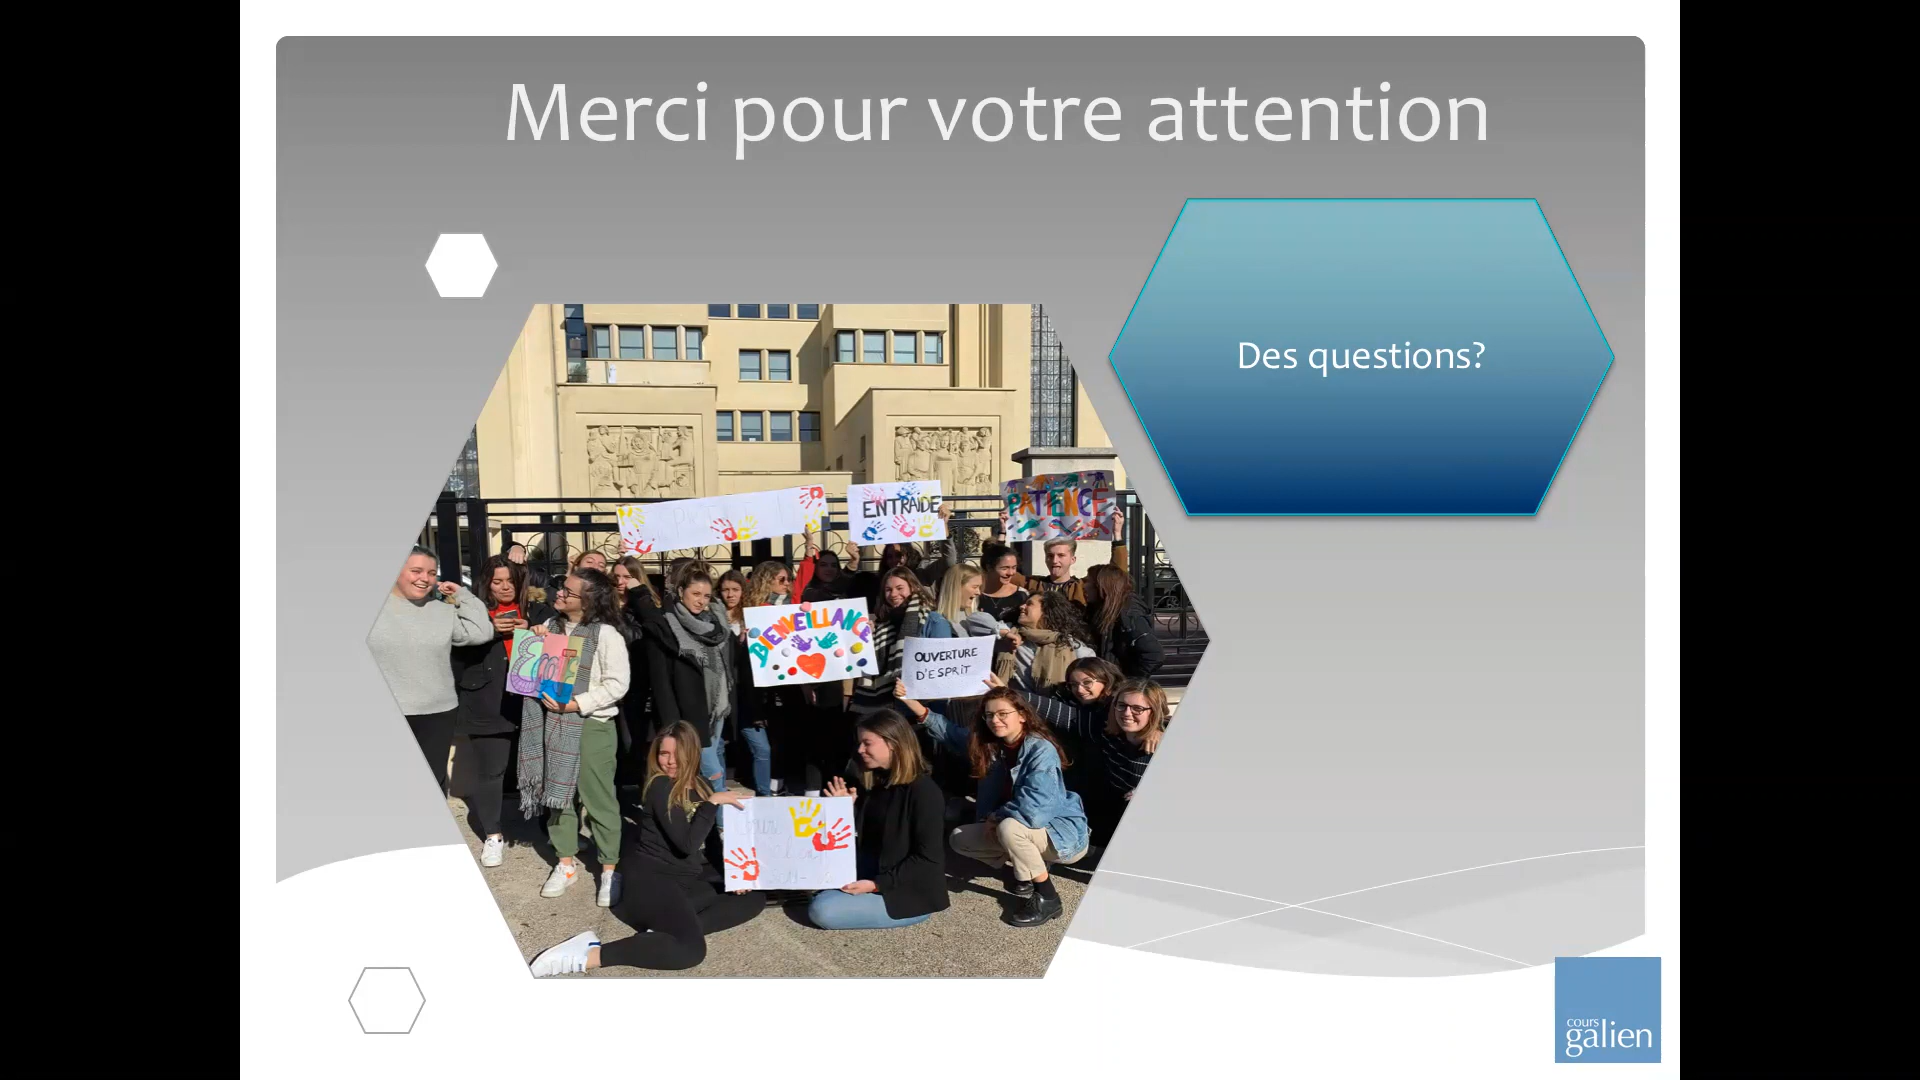 Merci pour votre attention
Des questions?
ENTRAIDE
PATIENCE
BIENVEILLANCE
OUVERTURE
D'ESPRIT
cours
galien